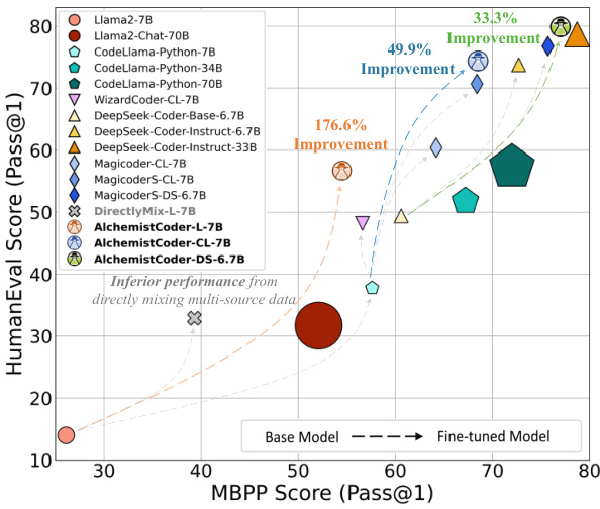 80
70
60
50
40
30
20
10
HumanEval Score (Pass@1)
Llama2-7B
Llama2-Chat-70B
CodeLlama-Python-7B
CodeLlama-Python-34B
CodeLlama-Python-70B
WizardCoder-CL-7B
DeepSeek-Coder-Base-6.7B
DeepSeek-Coder-Instruct-6.7B
DeepSeek-Coder-Instruct-33B
Magicoder-CL-7B
MagicoderS-CL-7B
MagicoderS-DS-6.7B
DirectlyMix-L-7B
AlchemistCoder-L-7B
AlchemistCoder-CL-7B
AlchemistCoder-DS-6.7B
33.3%
Improvement
49.9%
Improvement
176.6%
Improvement
Inferior performance from
directly mixing multi-source data
Base Model
Fine-tuned Model
30
40
50
60
70
80
MBPP Score (Pass@1)